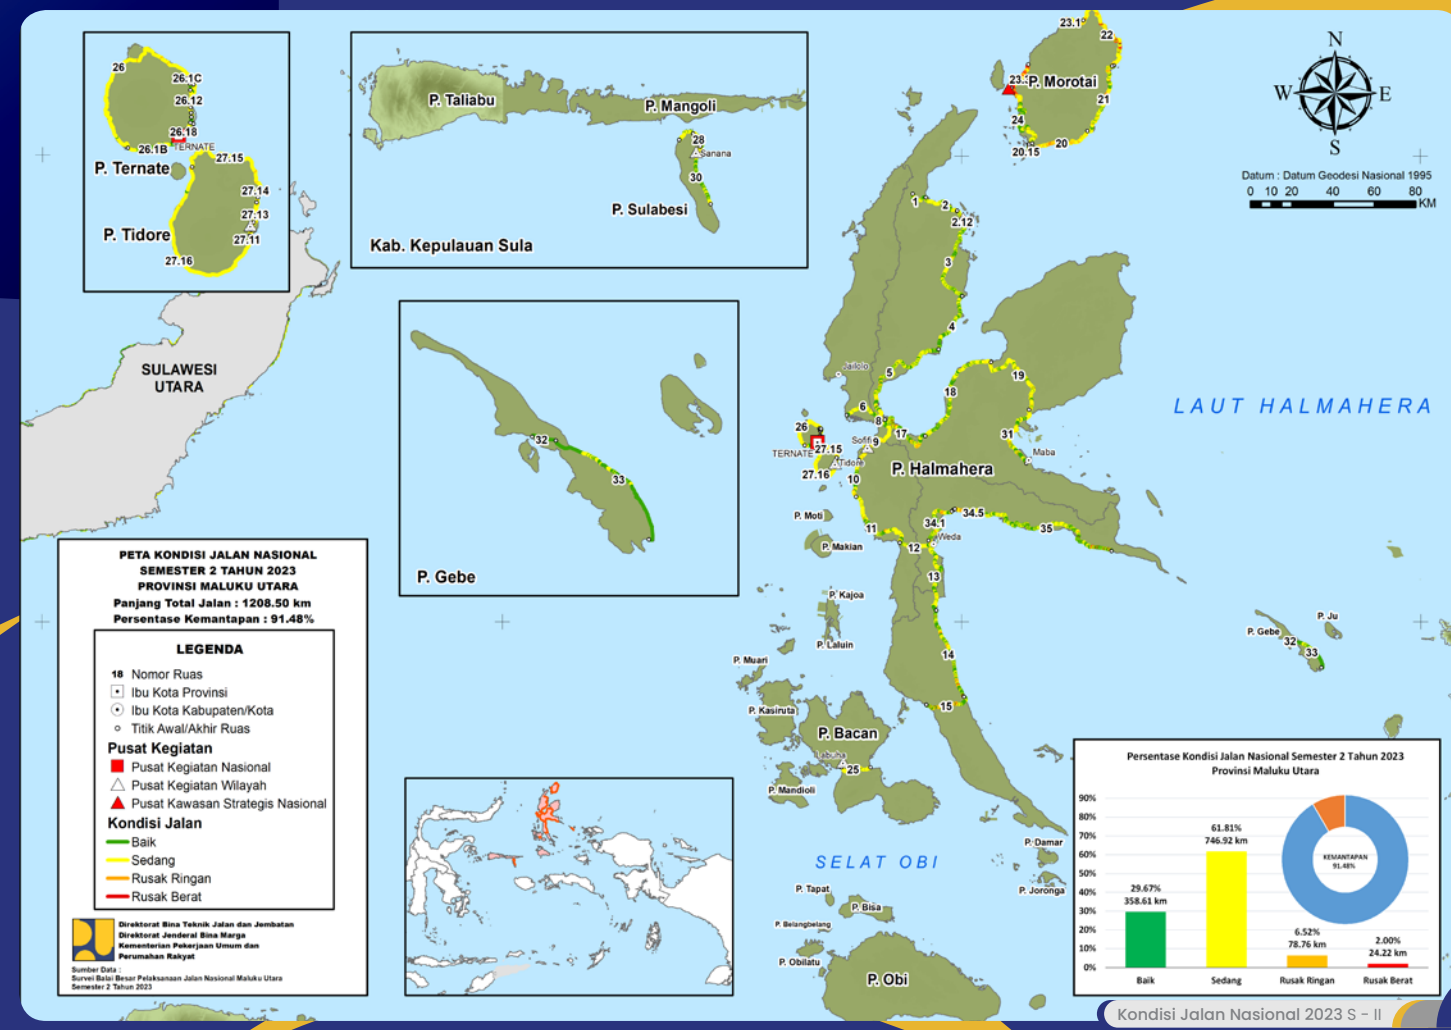 26
26.1C
26.12
26.18
TERNATE
26.1B
27.15
P. Ternate
27.14
27.13
P. Tidore
27.11
27.16
P. Taliabu
P. Mangoli
28
Sanana
30
P. Sulabesi
Kab. Kepulauan Sula
23.1
22
P. Morotai
21
24
20.15
20
N
W
E
S
Datum : Datum Geodesi Nasional 1995
0 10 20 40 60 80
KM
1
2
2.12
3
4
5
6
8
9
17
18
19
31
Jailolo
Sofifi
Maba
26
TERNATE
27.15
Tidore
27.16
10
P. Halmahera
LAUT HALMAHERA
SULAWESI
UTARA
32
33
P. Gebe
P. Moti
11
P. Makian
12
34.1
34.5
35
Weda
13
P. Kajoa
P. Laluin
14
15
P. Muari
P. Kasiruta
P. Bacan
Labuha
25
P. Mandioli
P. Gebe
32
33
P. Ju
P. Damar
P. Joronga
SELAT OBI
P. Tapat
P. Bisa
P. Belangbelang
P. Obilatu
P. Obi
PETA KONDISI JALAN NASIONAL
SEMESTER 2 TAHUN 2023
PROVINSI MALUKU UTARA
Panjang Total Jalan : 1208.50 km
Persentase Kemantapan : 91.48%
LEGENDA
18 Nomor Ruas
Ibu Kota Provinsi
Ibu Kota Kabupaten/Kota
Titik Awal/Akhir Ruas
Pusat Kegiatan
Pusat Kegiatan Nasional
Pusat Kegiatan Wilayah
Pusat Kawasan Strategis Nasional
Kondisi Jalan
Baik
Sedang
Rusak Ringan
Rusak Berat
Direktorat Bina Teknik Jalan dan Jembatan
Direktorat Jenderal Bina Marga
Kementerian Pekerjaan Umum dan
Perumahan Rakyat
Sumber Data :
Survei Balai Besar Pelaksanaan Jalan Nasional Maluku Utara
Semester 2 Tahun 2023
Persentase Kondisi Jalan Nasional Semester 2 Tahun 2023
Provinsi Maluku Utara
90%
80%
70%
60%
50%
40%
30%
20%
10%
0%
29.67%
358.61 km
61.81%
746.92 km
6.52%
78.76 km
2.00%
24.22 km
KEMANTAPAN
91.48%
Baik
Sedang
Rusak Ringan
Rusak Berat
Kondisi Jalan Nasional 2023 S - II